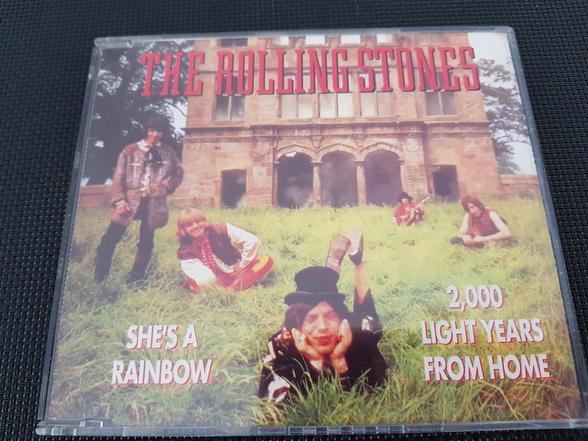 THE ROLLING STONES
SHE'S A
RAINBOW
2,000
LIGHT YEARS
FROM HOME